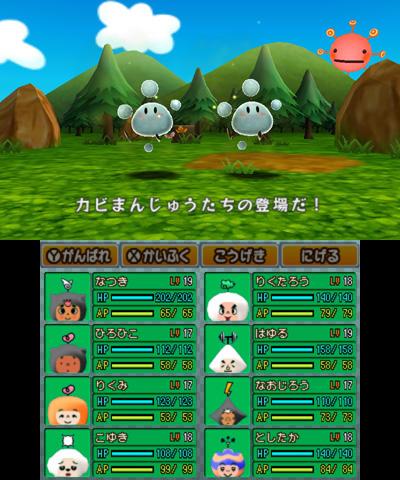 カビまんじゅうたちの登場だ！
Ⓨがんばれ Ⓧかいふく こうげき にげる
なつき LV 19
HP 202/202
AP 65/ 65
りくたろう LV 18
HP 140/140
AP 79/ 79
ひろひこ LV 17
HP 112/112
AP 58/ 58
はゆる LV 19
HP 158/158
AP 58/ 58
りくみ LV 17
HP 123/123
AP 53/ 53
なおじろう LV 17
HP 110/110
AP 73/ 73
こゆき LV 18
HP 108/108
AP 99/ 99
としたか LV 18
HP 140/140
AP 84/ 84